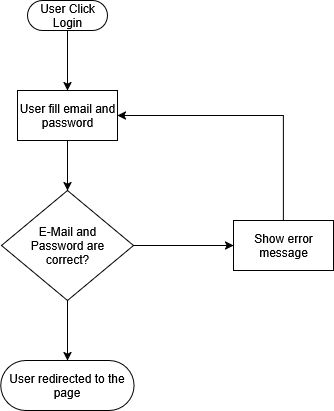 User Click
Login
User fill email and
password
E-Mail and
Password are
correct?
Show error
message
User redirected to the
page